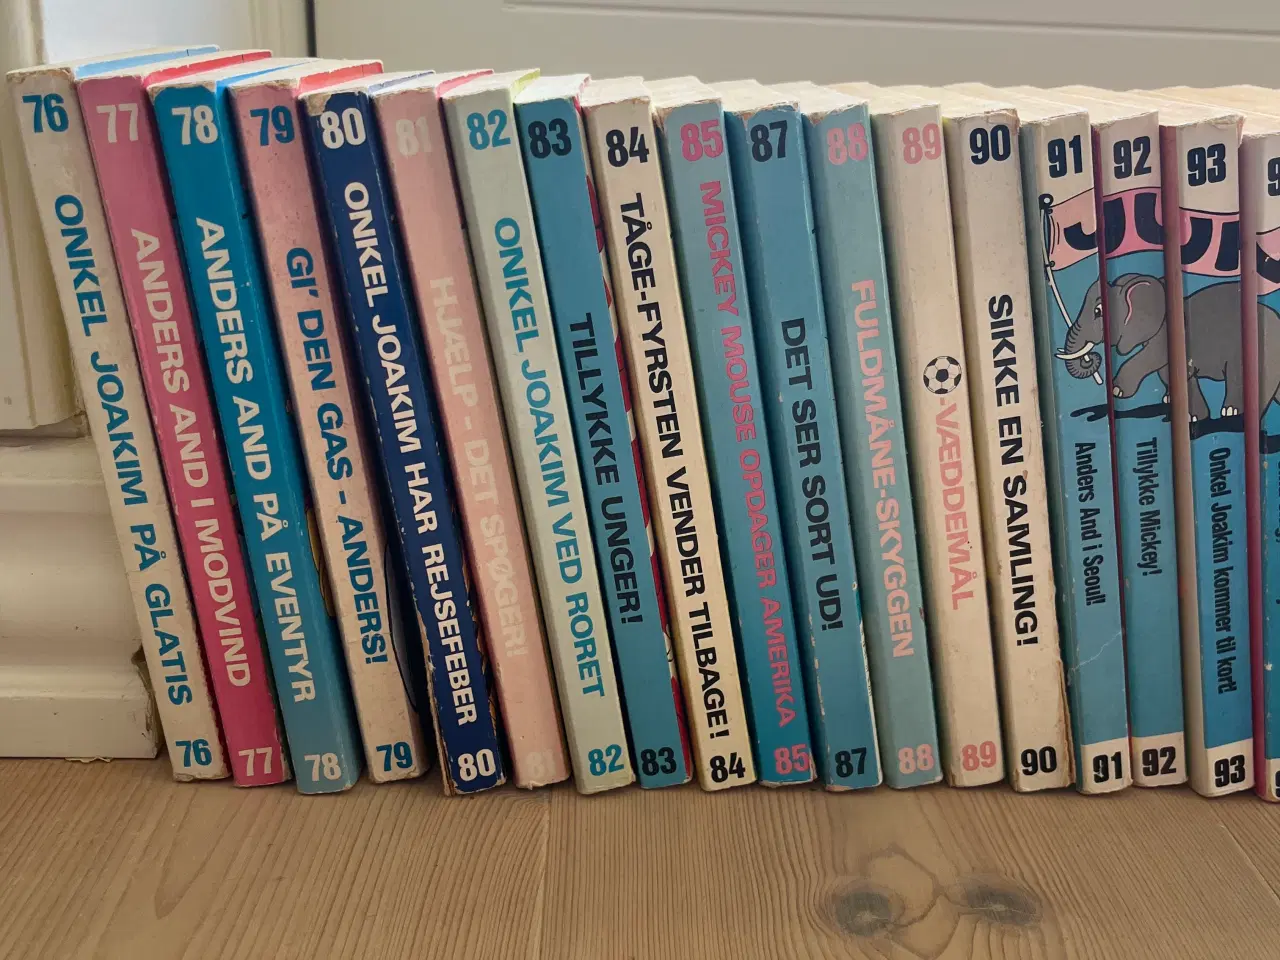 76
ONKEL JOAKIM PÅ GLATIS
76
77
ANDERS AND I MODVIND
77
78
ANDERS AND PÅ EVENTYR
78
79
GI' DEN GAS - ANDERS!
79
80
ONKEL JOAKIM HAR REJSEFEBER
80
81
HJÆLP - DET SPØGER!
81
82
ONKEL JOAKIM VED RORET
82
83
TILLYKKE UNGER!
83
84
TÅGE-FYRSTEN VENDER TILBAGE!
84
85
MICKEY MOUSE OPDAGER AMERIKA
85
87
DET SER SORT UD!
87
88
FULDMÅNE-SKYGGEN
88
89
-VÆDDEMÅL
89
90
SIKKE EN SAMLING!
90
91
JU
Anders And i Seoul!
91
92
Tillykke Mickey!
92
93
Onkel Joakim kommer til kort!
93
9